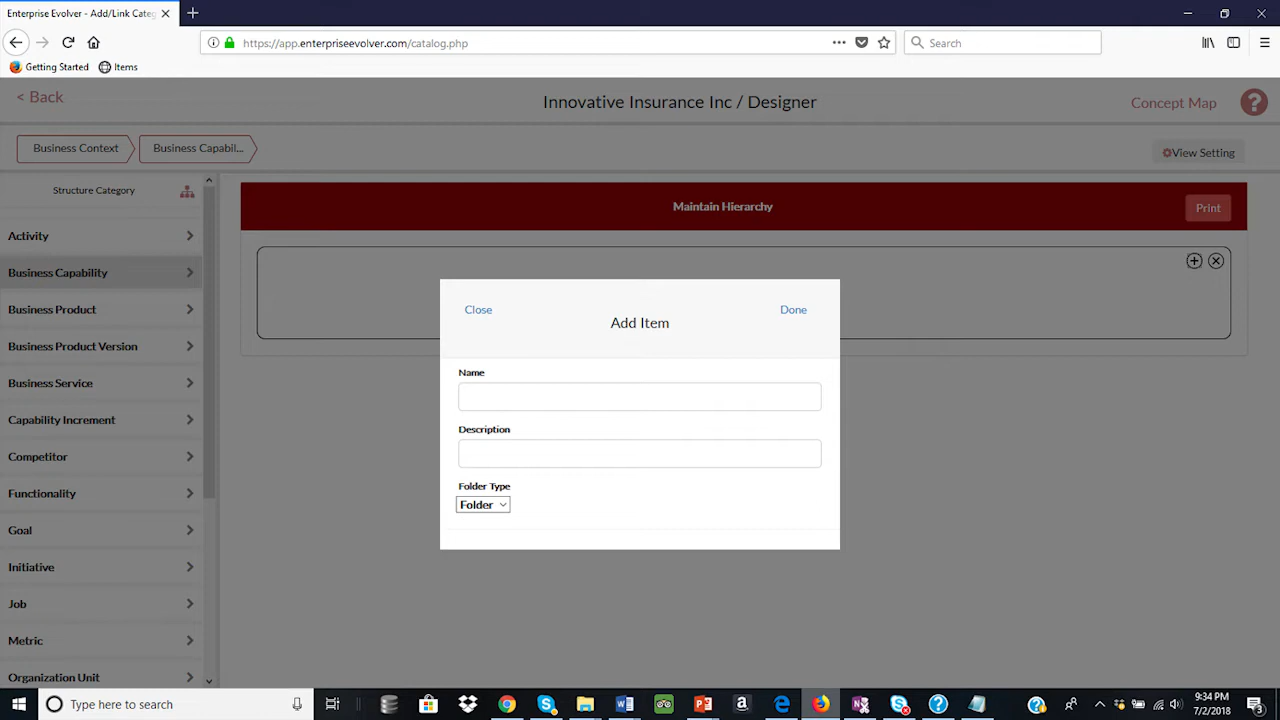 Enterprise Evolver - Add/Link Categ
https://app.enterpriseevolver.com/catalog.php
Search
Getting Started
Items
< Back
Innovative Insurance Inc / Designer
Concept Map
?
Business Context
Business Capabil...
View Setting
Structure Category
Maintain Hierarchy
Print
Activity
Business Capability
Business Product
Business Product Version
Business Service
Capability Increment
Competitor
Functionality
Goal
Initiative
Job
Metric
Organization Unit
Close
Done
Add Item
Name
Description
Folder Type
Folder
Type here to search
9:34 PM
7/2/2018
3